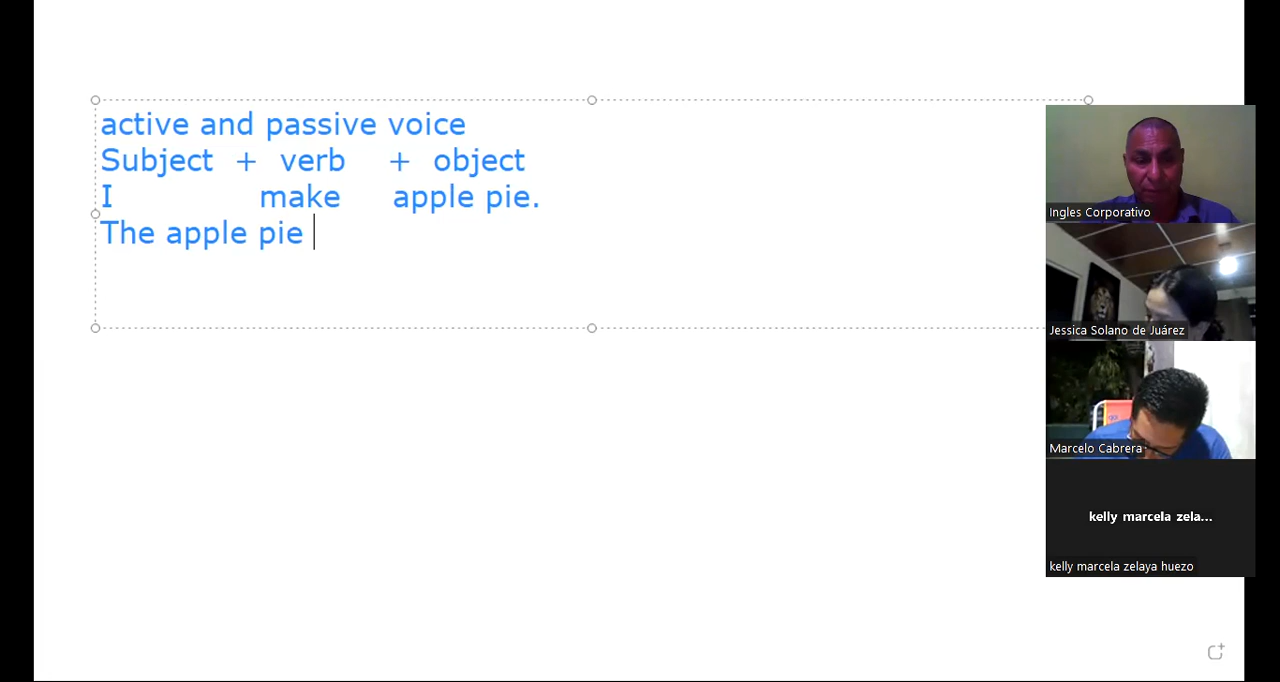 active and passive voice
Subject + verb + object
I make apple pie.
The apple pie
Ingles Corporativo
Jessica Solano de Juárez
Marcelo Cabrera
kelly marcela zela...
kelly marcela zelaya huezo